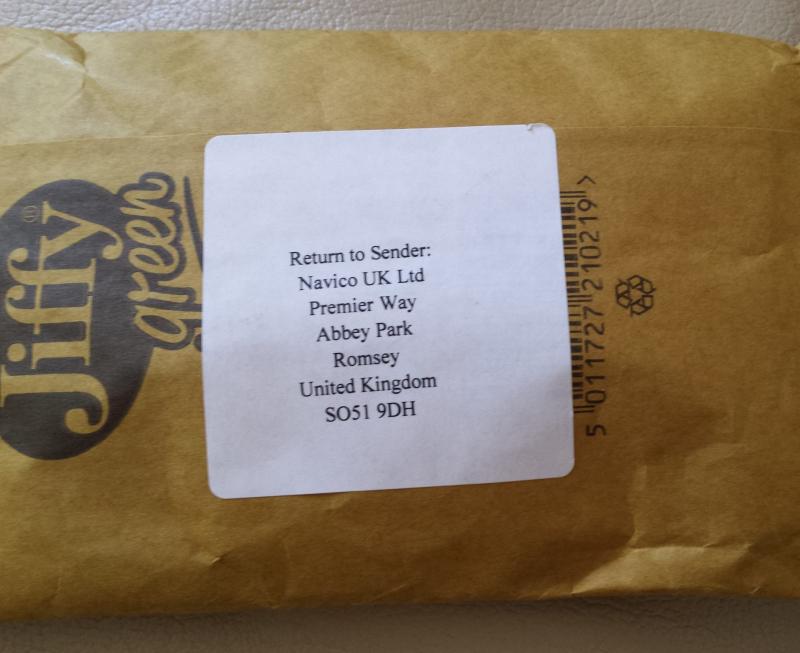 Jiffy®
green
Return to Sender:
Navico UK Ltd
Premier Way
Abbey Park
Romsey
United Kingdom
SO51 9DH
5 011727 210219 >